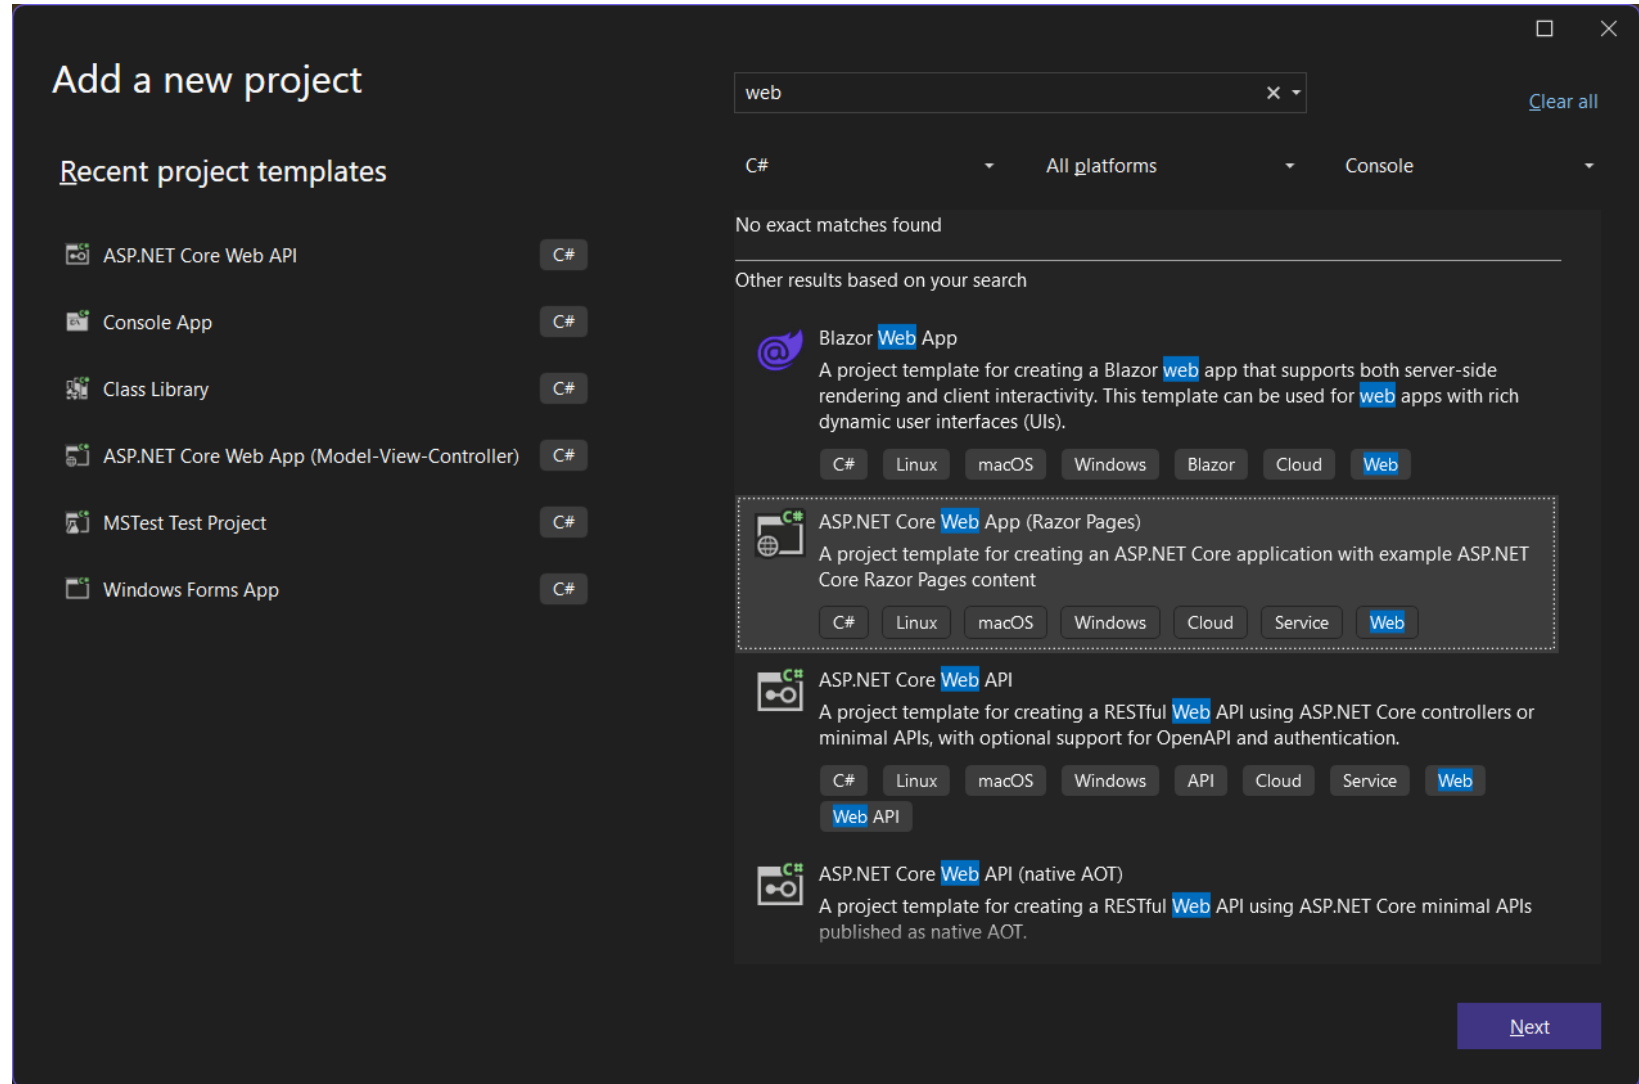 Add a new project
web
Clear all
Recent project templates
C#
All platforms
Console
ASP.NET Core Web API
C#
Console App
C#
Class Library
C#
ASP.NET Core Web App (Model-View-Controller)
C#
MSTest Test Project
C#
Windows Forms App
C#
No exact matches found
Other results based on your search
Blazor Web App
A project template for creating a Blazor web app that supports both server-side
rendering and client interactivity. This template can be used for web apps with rich
dynamic user interfaces (UIs).
C# Linux macOS Windows Blazor Cloud Web
ASP.NET Core Web App (Razor Pages)
A project template for creating an ASP.NET Core application with example ASP.NET
Core Razor Pages content
C# Linux macOS Windows Cloud Service Web
ASP.NET Core Web API
A project template for creating a RESTful Web API using ASP.NET Core controllers or
minimal APIs, with optional support for OpenAPI and authentication.
C# Linux macOS Windows API Cloud Service Web
Web API
ASP.NET Core Web API (native AOT)
A project template for creating a RESTful Web API using ASP.NET Core minimal APIs
published as native AOT.
Next